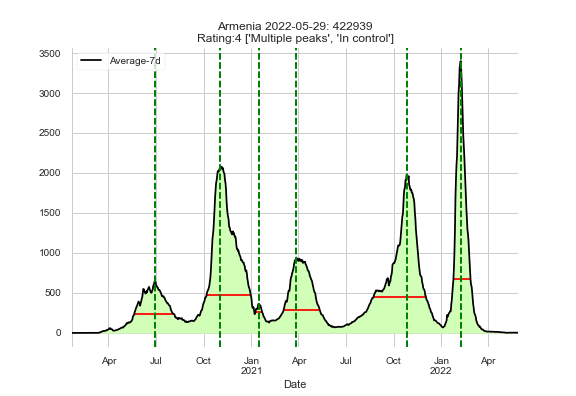 Armenia 2022-05-29: 422939
Rating:4 ['Multiple peaks', 'In control']
Average-7d
3500
3000
2500
2000
1500
1000
500
0
Apr Jul Oct Jan Apr Jul Oct Jan Apr
2021 2022
Date